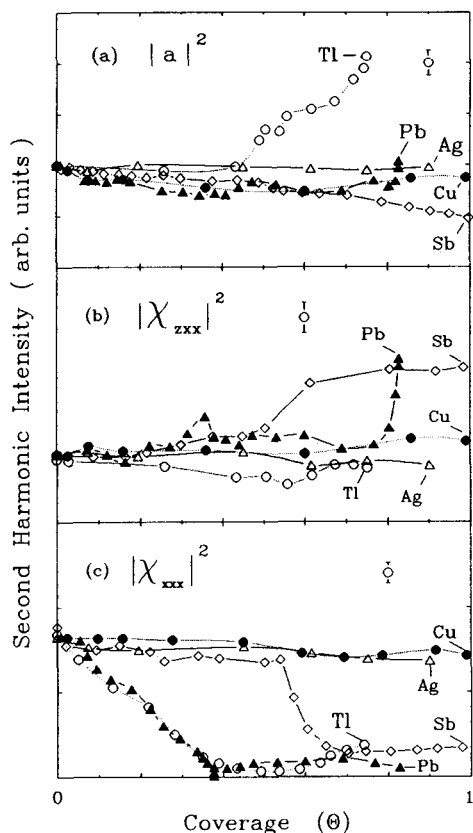 Second Harmonic Intensity ( arb. units )
(a) |a|²
Tl
Pb
Ag
Cu
Sb
(b) |χzxx|²
Pb
Sb
Cu
Tl
Ag
(c) |χxxx|²
Cu
Ag
Tl
Sb
Pb
0 1
Coverage (Θ)